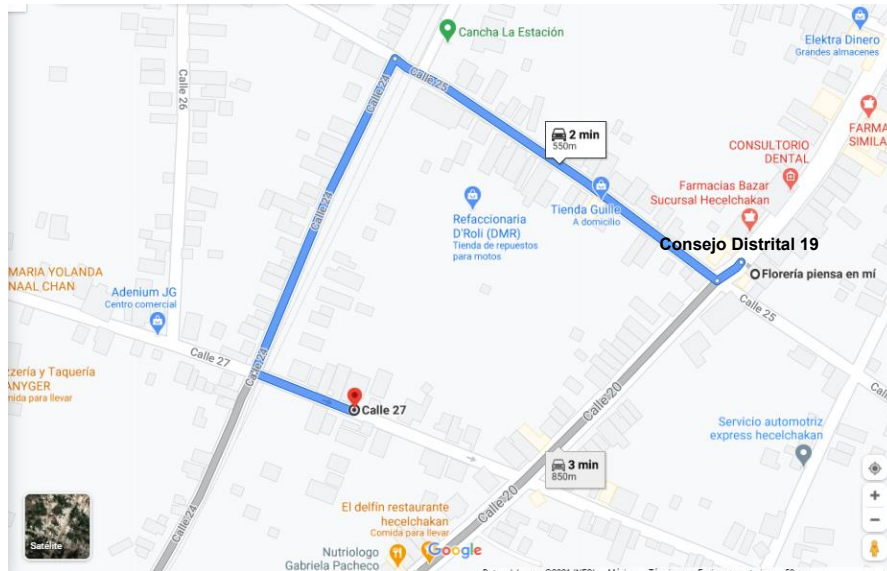 Cancha La Estación
Elektra Dinero
Grandes almacenes
Calle 26
Calle 24
Calle 25
2 min
550m
CONSULTORIO
DENTAL
FARMA
SIMILA
Farmacias Bazar
Sucursal Hecelchakan
Tienda Guille
A domicilio
Refaccionaria
D'Roli (DMR)
Tienda de repuestos
para motos
Calle 24
Consejo Distrital 19
Florería piensa en mí
Calle 25
MARIA YOLANDA
NAAL CHAN
Adenium JG
Centro comercial
Calle 27
Calle 24
zzería y Taquería
ANYGER
mida para llevar
Calle 27
Calle 20
Servicio automotriz
express hecelchakan
3 min
850m
Calle 20
Calle 24
El delfin restaurante
hecelchakan
Comida para llevar
Satélite
Nutriologo
Gabriela Pacheco
Google